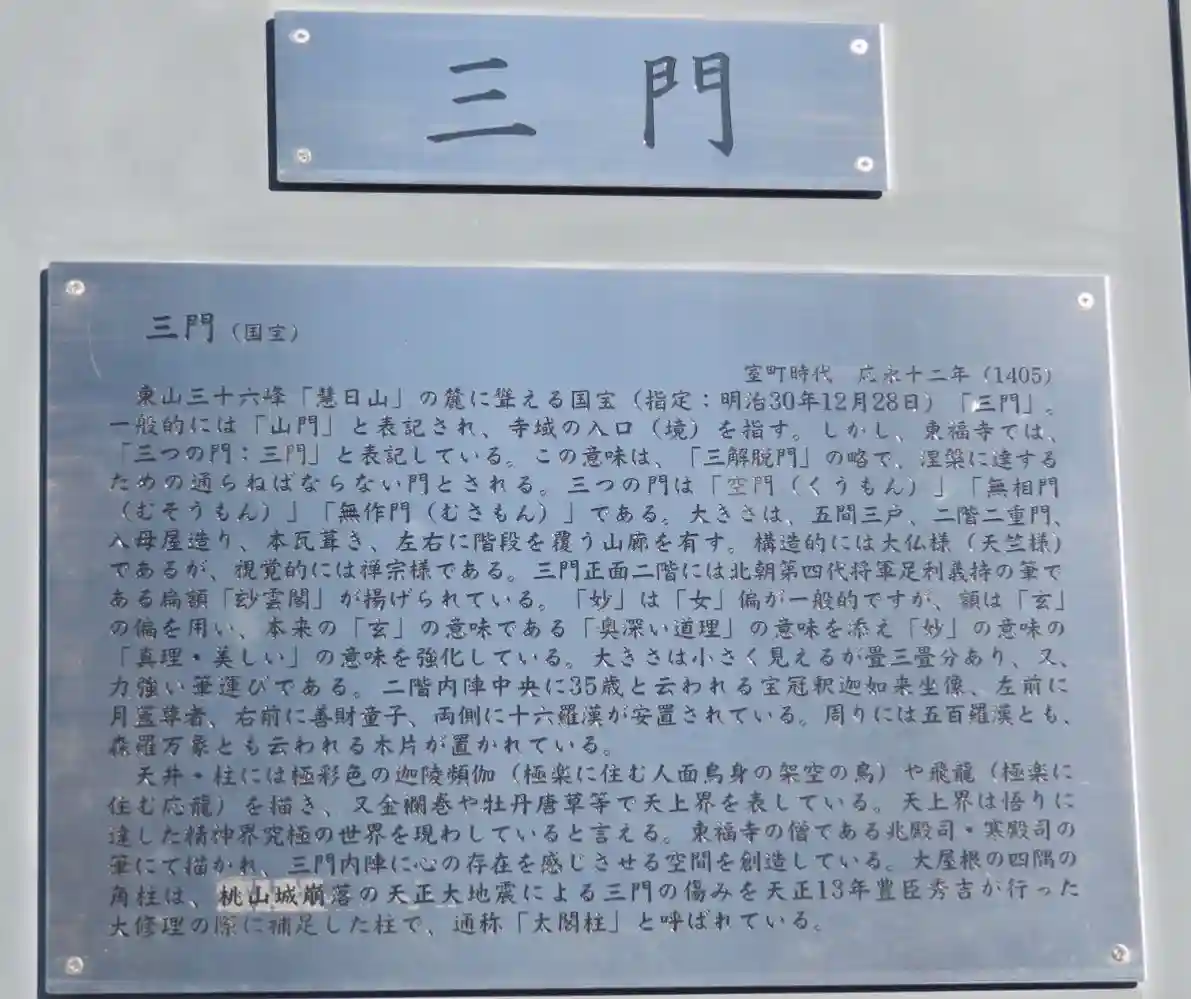 三門
三門（国宝）
室町時代　応永十二年（1405）
東山三十六峰「慧日山」の麓に聳える国宝（指定：明治30年12月28日）「三門」。
一般的には「山門」と表記され、寺域の入口（境）を指す。しかし、東福寺では、
「三つの門：三門」と表記している。この意味は、「三解脱門」の略で、涅槃に達する
ための通らねばならない門とされる。三つの門は「空門（くうもん）」「無相門
（むそうもん）」「無作門（むさもん）」である。大きさは、五間三戸、二階二重門、
入母屋造り、本瓦葺き、左右に階段を覆う山廊を有す。構造的には大仏様（天竺様）
であるが、視覚的には禅宗様である。三門正面二階には北朝第四代将軍足利義持の筆で
ある扁額「玅雲閣」が揚げられている。「妙」は「女」偏が一般的ですが、額は「玄」
の偏を用い、本来の「玄」の意味である「奥深い道理」の意味を添え「妙」の意味の
「真理・美しい」の意味を強化している。大きさは小さく見えるが畳三畳分あり、又、
力強い筆運びである。二階内陣中央に35歳と云われる宝冠釈迦如来坐像、左前に
月蓋尊者、右前に善財童子、両側に十六羅漢が安置されている。周りには五百羅漢とも、
森羅万象とも云われる木片が置かれている。
天井・柱には極彩色の迦陵頻伽（極楽に住む人面鳥身の架空の鳥）や飛龍（極楽に
住む応龍）を描き、又金襴巻や牡丹唐草等で天上界を表している。天上界は悟りに
達した精神界究極の世界を現わしていると言える。東福寺の僧である兆殿司・寒殿司の
筆にて描かれ、三門内陣に心の存在を感じさせる空間を創造している。大屋根の四隅の
角柱は、桃山城崩落の天正大地震による三門の傷みを天正13年豊臣秀吉が行った
大修理の際に補足した柱で、通称「太閤柱」と呼ばれている。